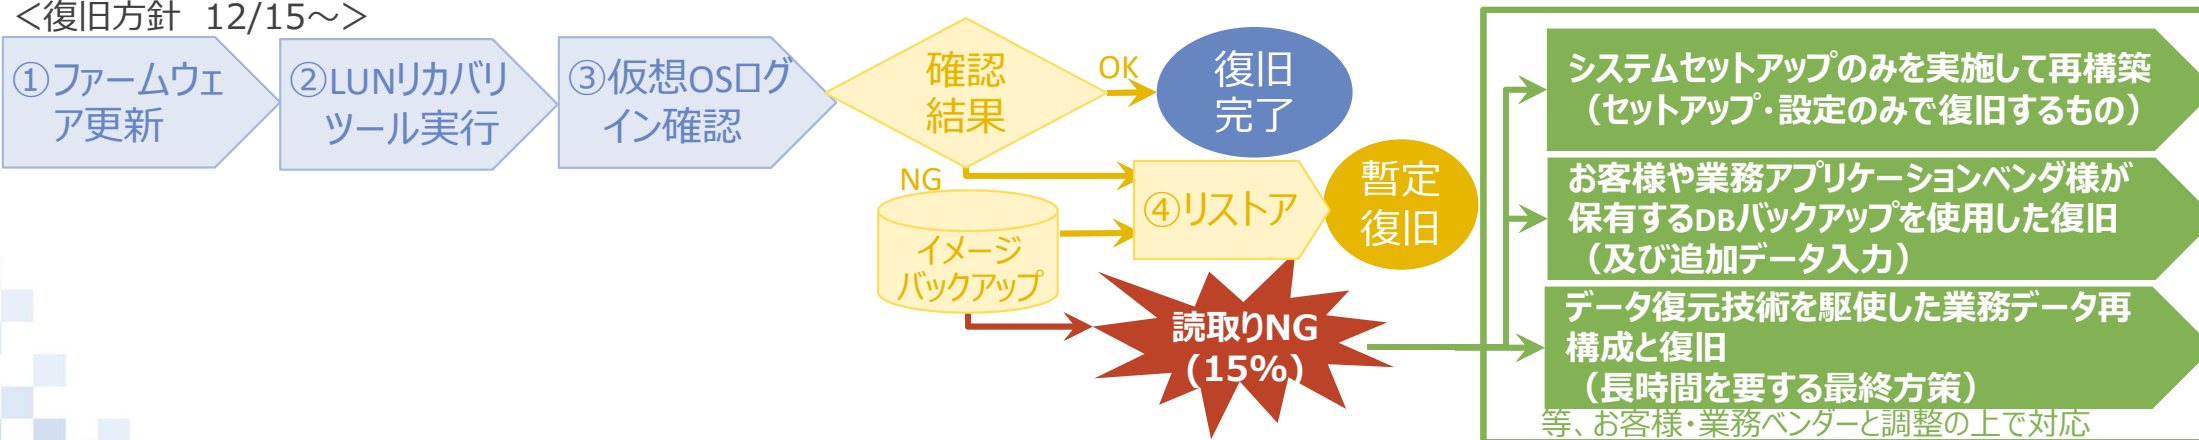 ＜復旧方針 12/15～＞
①ファームウェ
ア更新
②LUNリカバリ
ツール実行
③仮想OSログ
イン確認
確認
結果
OK
復旧
完了
NG
イメージ
バックアップ
④リストア
暫定
復旧
読取りNG
(15%)
システムセットアップのみを実施して再構築
（セットアップ・設定のみで復旧するもの）
お客様や業務アプリケーションベンダ様が
保有するDBバックアップを使用した復旧
（及び追加データ入力）
データ復元技術を駆使した業務データ再
構成と復旧
（長時間を要する最終方策）
等、お客様・業務ベンダーと調整の上で対応